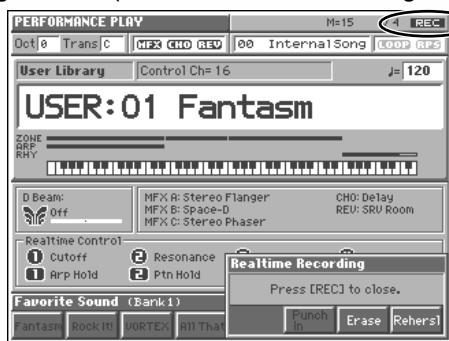 PERFORMANCE PLAY M=15 /4 REC
Oct 0 Trans C MFX CHO REV 00 InternalSong LOOP RPS
User Library Control Ch= 16 ♩= 120
USER:01 Fantasm
ZONE
ARP
RHY
D Beam: MFX A: Stereo Flanger CHO: Delay
Off MFX B: Space-D REV: SRV Room
MFX C: Stereo Phaser
Realtime Control
1 Cutoff 2 Resonance
1 Arp Hold 2 Ptn Hold
Realtime Recording
Press [REC] to close.
Favorite Sound (Bank1)
Fantasm Rock It! VORTEX All That Punch In Erase Rehersl